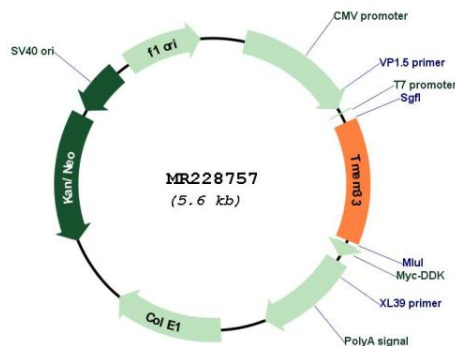 CMV promoter
SV40 ori
f1 ori
VP1.5 primer
T7 promoter
SgfI
Kan/Neo
MR228757
(5.6 kb)
Tmem33
MluI
Myc-DDK
XL39 primer
Col E1
PolyA signal